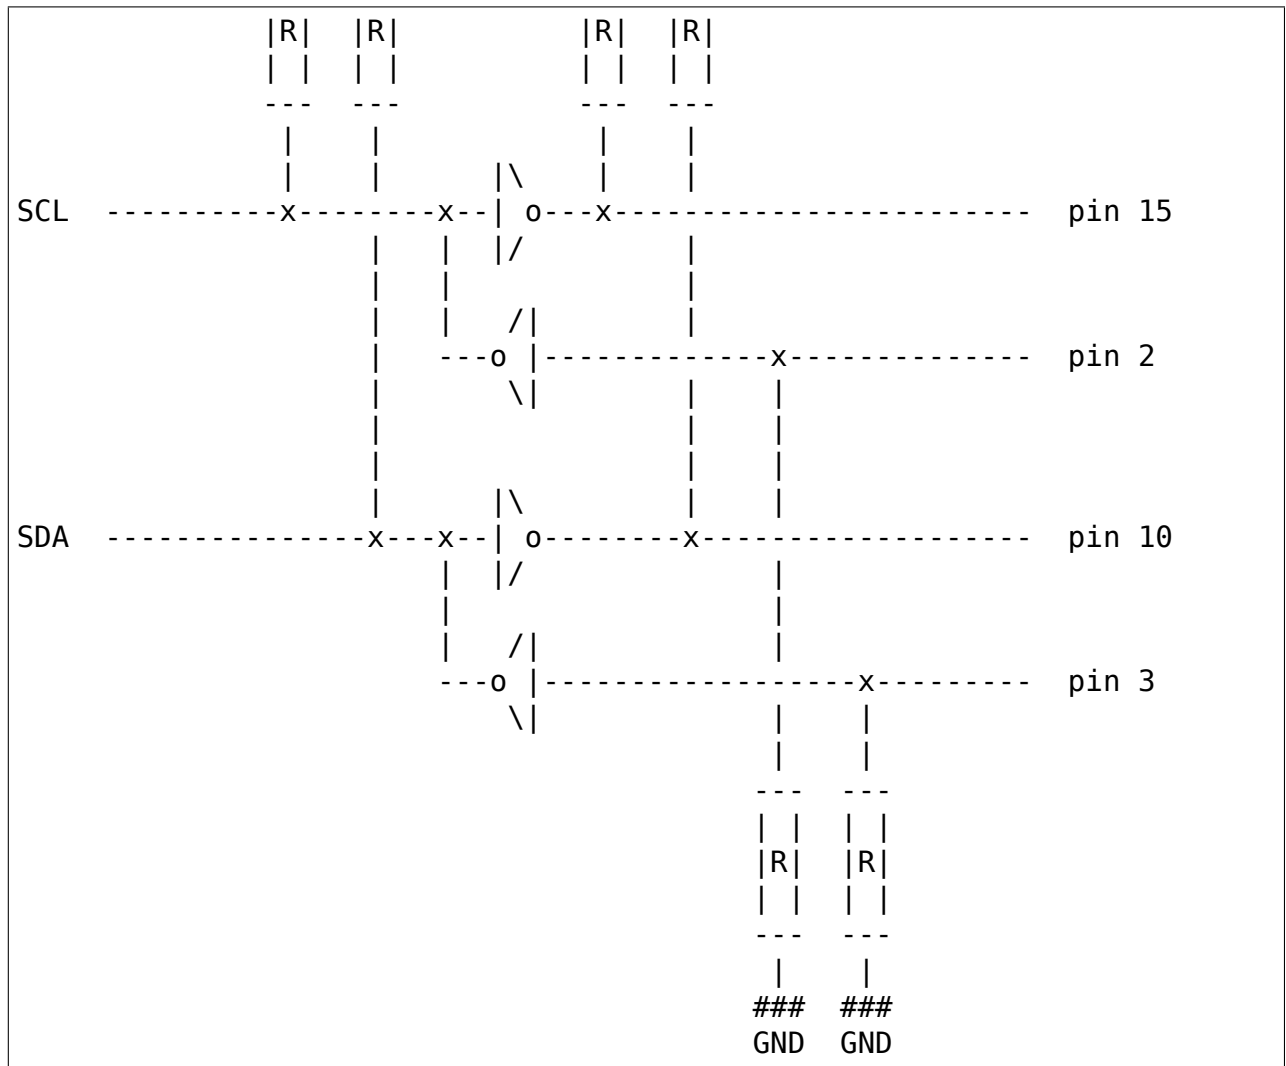 |R| |R| |R| |R|
| | | | | | | |
--- --- --- ---
| | | |
| | |\ | |
SCL ----------x--------x--| o---x------------------------ pin 15
| | |/ |
| | |
| | /| |
| ---o |-------------x-------------- pin 2
| \| | |
| | |
| | |
| |\ | |
SDA ---------------x---x--| o--------x------------------- pin 10
| |/ |
| |
| /| |
---o |------------------x--------- pin 3
\| | |
| |
--- ---
| | | |
|R| |R|
| | | |
--- ---
| |
### ###
GND GND